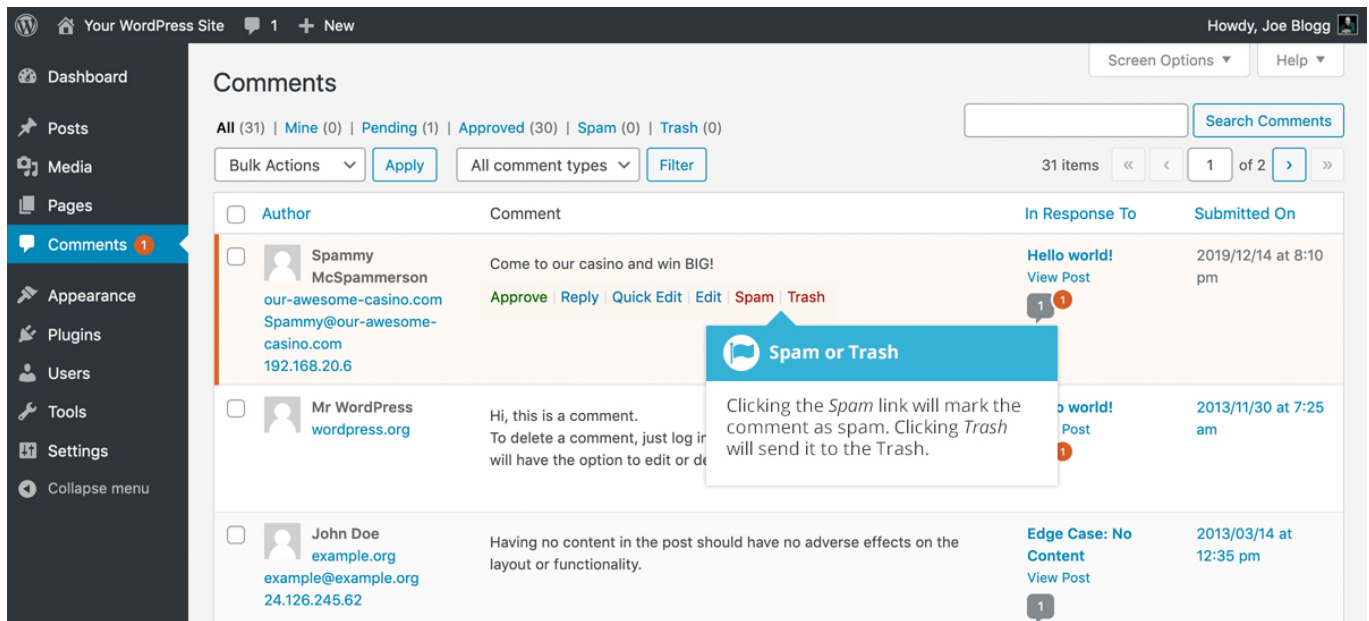 Your WordPress Site 1 + New Howdy, Joe Blogg
Dashboard
Posts
Media
Pages
Comments 1
Appearance
Plugins
Users
Tools
Settings
Collapse menu
Screen Options ▼ Help ▼
Comments
All (31) | Mine (0) | Pending (1) | Approved (30) | Spam (0) | Trash (0)
Search Comments
Bulk Actions Apply All comment types Filter
31 items « ‹ 1 of 2 › »
Author Comment In Response To Submitted On
Spammy
McSpammerson
our-awesome-casino.com
Spammy@our-awesome-
casino.com
192.168.20.6
Come to our casino and win BIG!
Approve | Reply | Quick Edit | Edit | Spam | Trash
Hello world!
View Post
1 1
2019/12/14 at 8:10
pm
Spam or Trash
Clicking the Spam link will mark the
comment as spam. Clicking Trash
will send it to the Trash.
Mr WordPress
wordpress.org
Hi, this is a comment.
To delete a comment, just log in
will have the option to edit or de
o world!
Post
1
2013/11/30 at 7:25
am
John Doe
example.org
example@example.org
24.126.245.62
Having no content in the post should have no adverse effects on the
layout or functionality.
Edge Case: No
Content
View Post
1
2013/03/14 at
12:35 pm